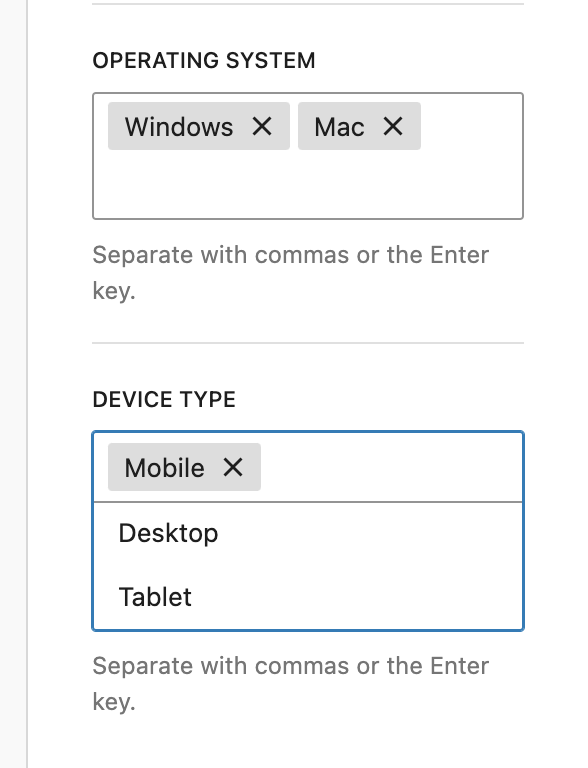 OPERATING SYSTEM
Windows Mac
Separate with commas or the Enter
key.
DEVICE TYPE
Mobile
Desktop
Tablet
Separate with commas or the Enter
key.